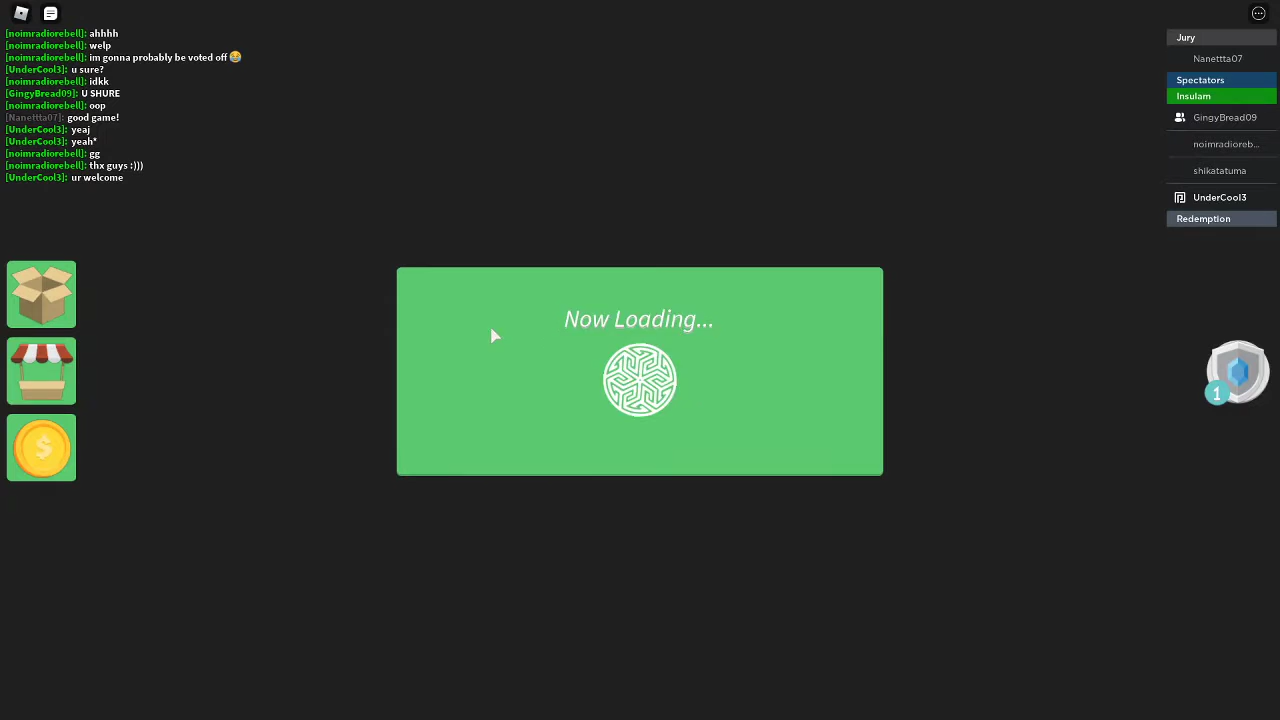 [noimradiorebell]: ahhhh
[noimradiorebell]: welp
[noimradiorebell]: im gonna probably be voted off 😂
[UnderCool3]: u sure?
[noimradiorebell]: idkk
[GingyBread09]: U SHURE
[noimradiorebell]: oop
[Nanettta07]: good game!
[UnderCool3]: yeaj
[UnderCool3]: yeah*
[noimradiorebell]: gg
[noimradiorebell]: thx guys :)))
[UnderCool3]: ur welcome
Now Loading...
$
Jury
Nanettta07
Spectators
Insulam
GingyBread09
noimradioreb...
shikatatuma
UnderCool3
Redemption
1